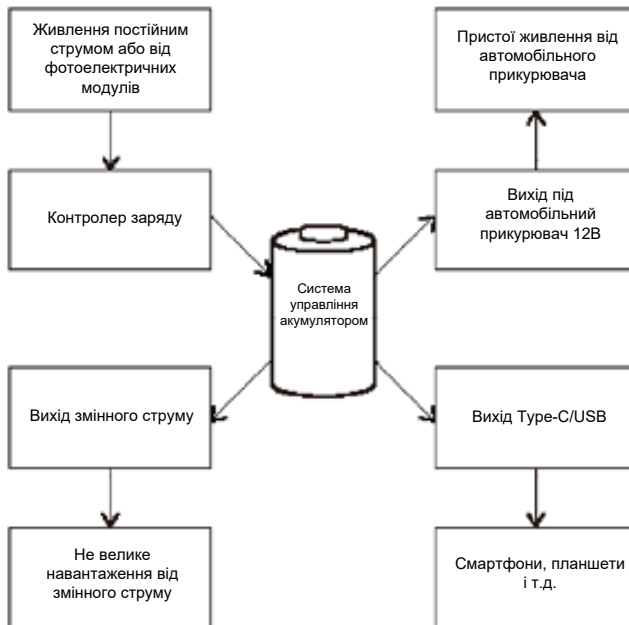 Живлення постійним
струмом або від
фотоелектричних
модулів
Пристої живлення від
автомобільного
прикурювача
Контролер заряду
Вихід під
автомобільний
прикурювач 12В
Система
управління
акумулятором
Вихід змінного струму
Вихід Type-C/USB
Не велике
навантаження від
змінного струму
Смартфони, планшети
і т.д.